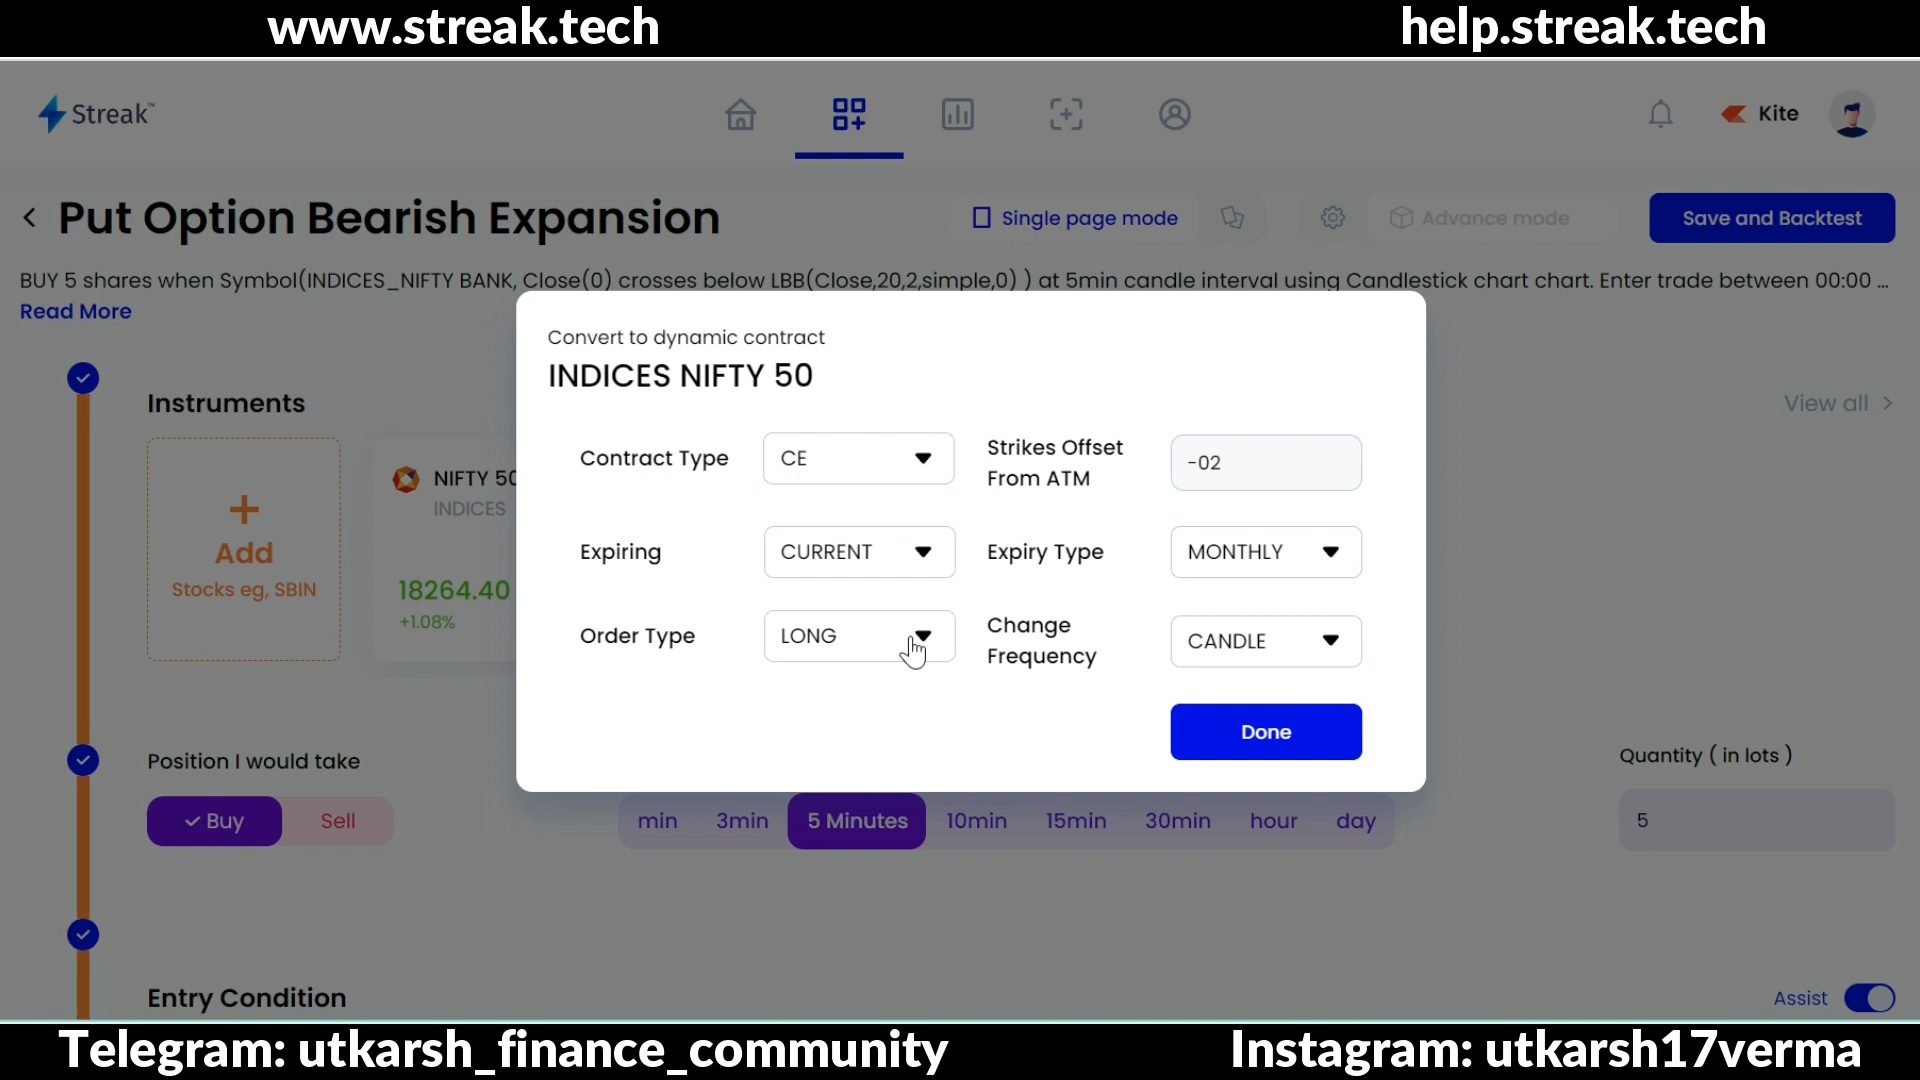 www.streak.tech
help.streak.tech
Streak™
Kite
Put Option Bearish Expansion
Single page mode
Advance mode
Save and Backtest
BUY 5 shares when Symbol(INDICES_NIFTY BANK, Close(0) crosses below LBB(Close,20,2,simple,0) ) at 5min candle interval using Candlestick chart chart. Enter trade between 00:00 ...
Read More
Convert to dynamic contract
INDICES NIFTY 50
Instruments
View all
Contract Type
CE
Strikes Offset
From ATM
-02
NIFTY 50
INDICES
+
Add
Stocks eg, SBIN
Expiring
CURRENT
Expiry Type
MONTHLY
18264.40
+1.08%
Order Type
LONG
Change
Frequency
CANDLE
Done
Position I would take
Quantity ( in lots )
Buy
Sell
min
3min
5 Minutes
10min
15min
30min
hour
day
5
Entry Condition
Assist
Telegram: utkarsh_finance_community
Instagram: utkarsh17verma